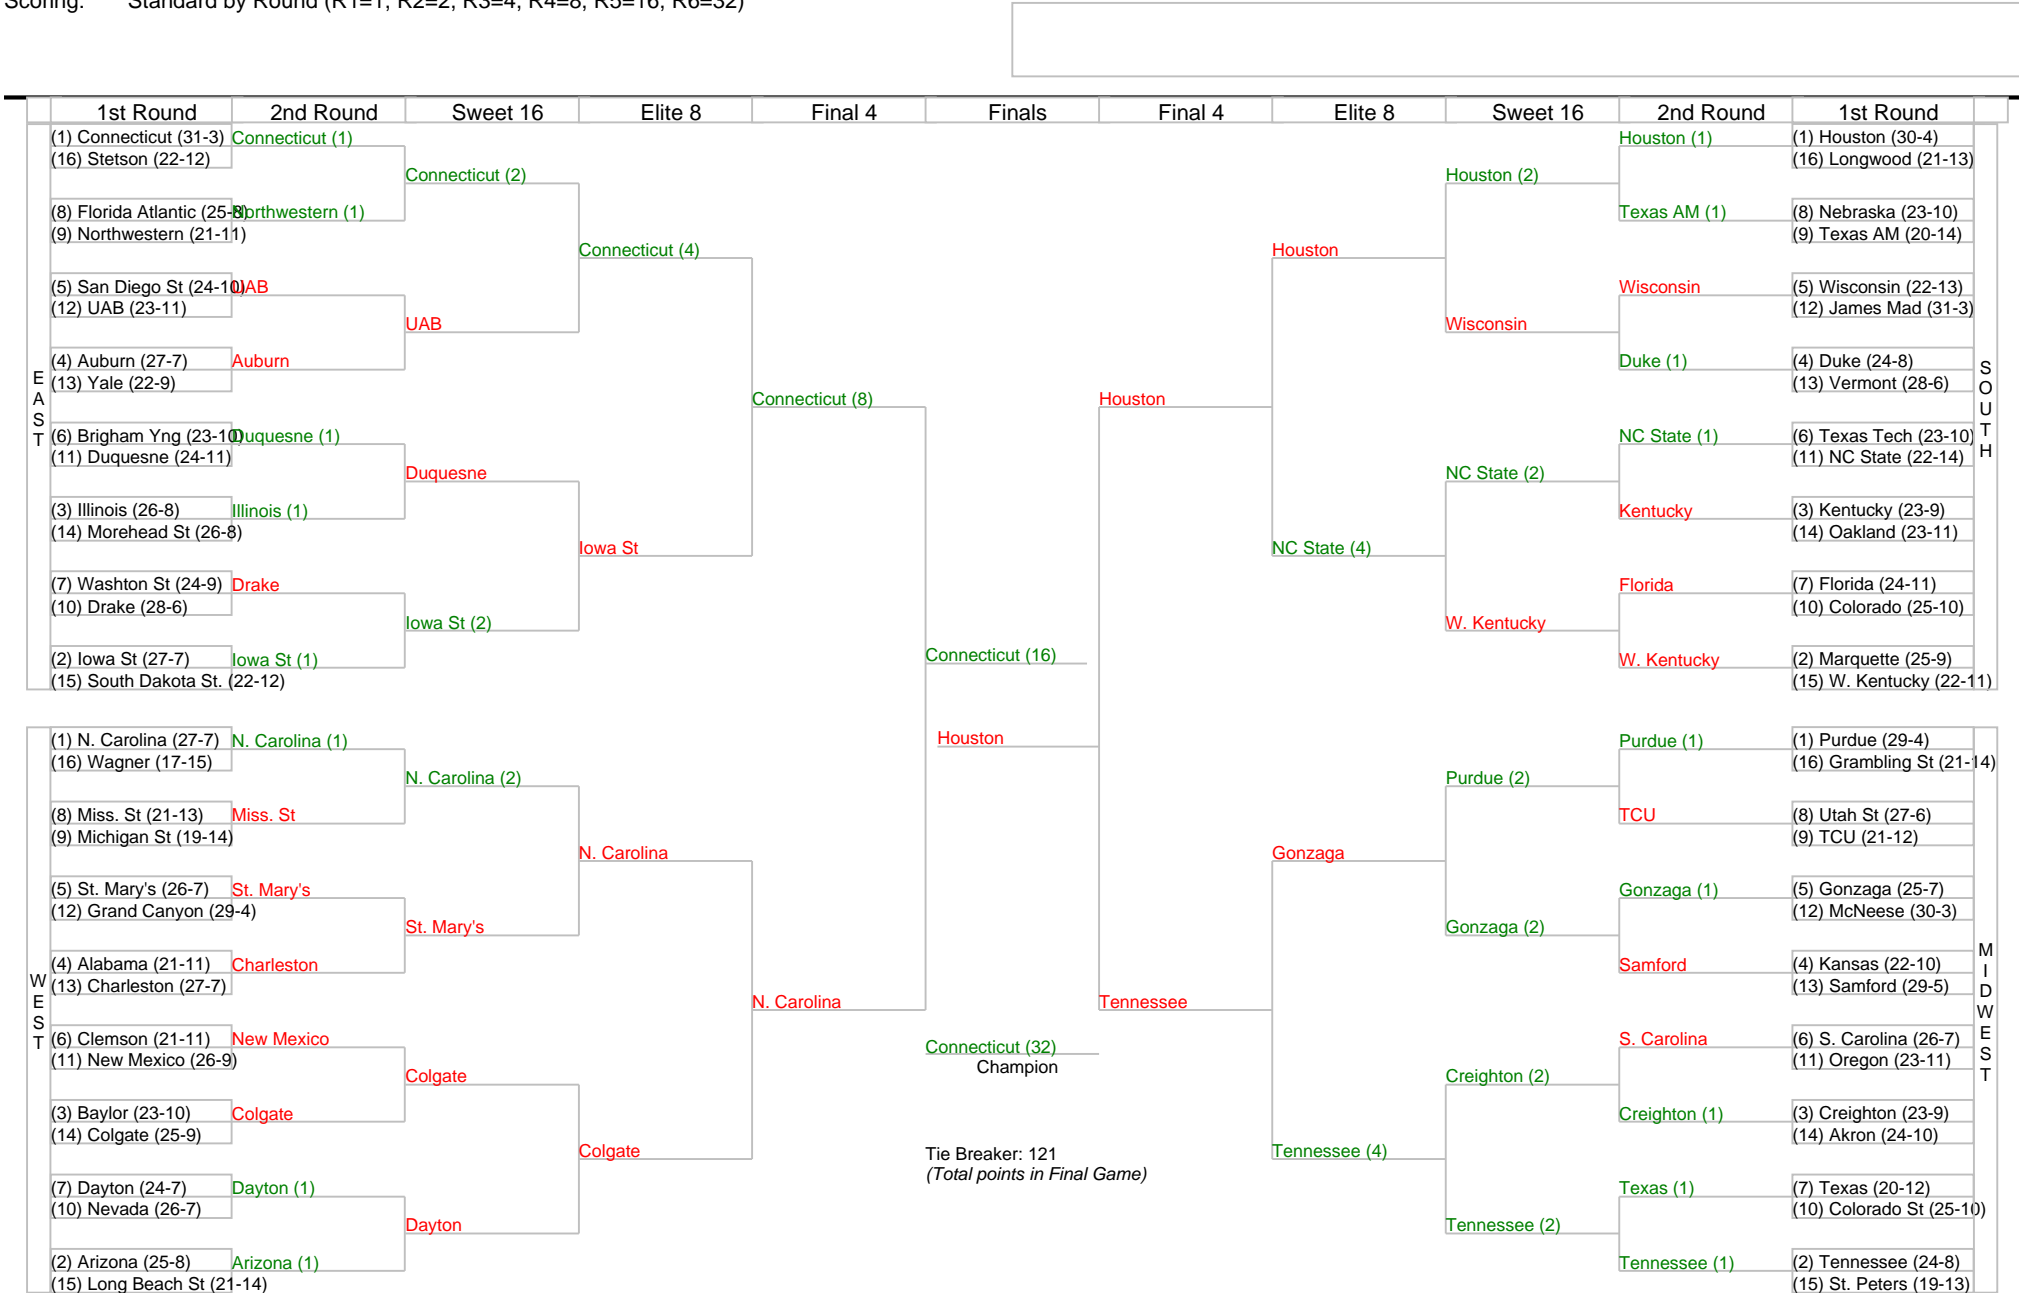 Scoring: Standard by Round (R1=1, R2=2, R3=4, R4=8, R5=16, R6=32)
1st Round 2nd Round Sweet 16 Elite 8 Final 4 Finals Final 4 Elite 8 Sweet 16 2nd Round 1st Round
EAST
(1) Connecticut (31-3)
(16) Stetson (22-12)
(8) Florida Atlantic (25-8)
(9) Northwestern (21-11)
(5) San Diego St (24-10)
(12) UAB (23-11)
(4) Auburn (27-7)
(13) Yale (22-9)
(6) Brigham Yng (23-10)
(11) Duquesne (24-11)
(3) Illinois (26-8)
(14) Morehead St (26-8)
(7) Washton St (24-9)
(10) Drake (28-6)
(2) Iowa St (27-7)
(15) South Dakota St. (22-12)
Connecticut (1)
Northwestern (1)
UAB
Auburn
Duquesne (1)
Illinois (1)
Drake
Iowa St (1)
Connecticut (2)
UAB
Duquesne
Iowa St (2)
Connecticut (4)
Iowa St
Connecticut (8)
WEST
(1) N. Carolina (27-7)
(16) Wagner (17-15)
(8) Miss. St (21-13)
(9) Michigan St (19-14)
(5) St. Mary's (26-7)
(12) Grand Canyon (29-4)
(4) Alabama (21-11)
(13) Charleston (27-7)
(6) Clemson (21-11)
(11) New Mexico (26-9)
(3) Baylor (23-10)
(14) Colgate (25-9)
(7) Dayton (24-7)
(10) Nevada (26-7)
(2) Arizona (25-8)
(15) Long Beach St (21-14)
N. Carolina (1)
Miss. St
St. Mary's
Charleston
New Mexico
Colgate
Dayton (1)
Arizona (1)
N. Carolina (2)
St. Mary's
Colgate
Dayton
N. Carolina
Colgate
N. Carolina
Connecticut (16)
Houston
Connecticut (32)
Champion
Tie Breaker: 121
(Total points in Final Game)
Houston
Tennessee
Houston
NC State (4)
Houston (2)
Wisconsin
NC State (2)
W. Kentucky
Houston (1)
Texas AM (1)
Wisconsin
Duke (1)
NC State (1)
Kentucky
Florida
W. Kentucky
(1) Houston (30-4)
(16) Longwood (21-13)
(8) Nebraska (23-10)
(9) Texas AM (20-14)
(5) Wisconsin (22-13)
(12) James Mad (31-3)
(4) Duke (24-8)
(13) Vermont (28-6)
(6) Texas Tech (23-10)
(11) NC State (22-14)
(3) Kentucky (23-9)
(14) Oakland (23-11)
(7) Florida (24-11)
(10) Colorado (25-10)
(2) Marquette (25-9)
(15) W. Kentucky (22-11)
SOUTH
Gonzaga
Tennessee (4)
Purdue (2)
Gonzaga (2)
Creighton (2)
Tennessee (2)
Purdue (1)
TCU
Gonzaga (1)
Samford
S. Carolina
Creighton (1)
Texas (1)
Tennessee (1)
(1) Purdue (29-4)
(16) Grambling St (21-14)
(8) Utah St (27-6)
(9) TCU (21-12)
(5) Gonzaga (25-7)
(12) McNeese (30-3)
(4) Kansas (22-10)
(13) Samford (29-5)
(6) S. Carolina (26-7)
(11) Oregon (23-11)
(3) Creighton (23-9)
(14) Akron (24-10)
(7) Texas (20-12)
(10) Colorado St (25-10)
(2) Tennessee (24-8)
(15) St. Peters (19-13)
MIDWEST